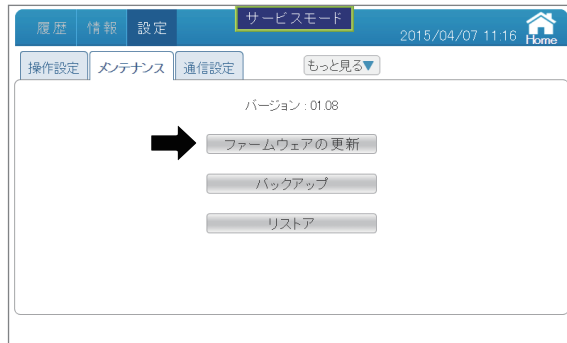 サービスモード
履歴 情報 設定 2015/04/07 11:16 Home
操作設定 メンテナンス 通信設定 もっと見る▼
バージョン : 01.08
ファームウェアの更新
バックアップ
リストア